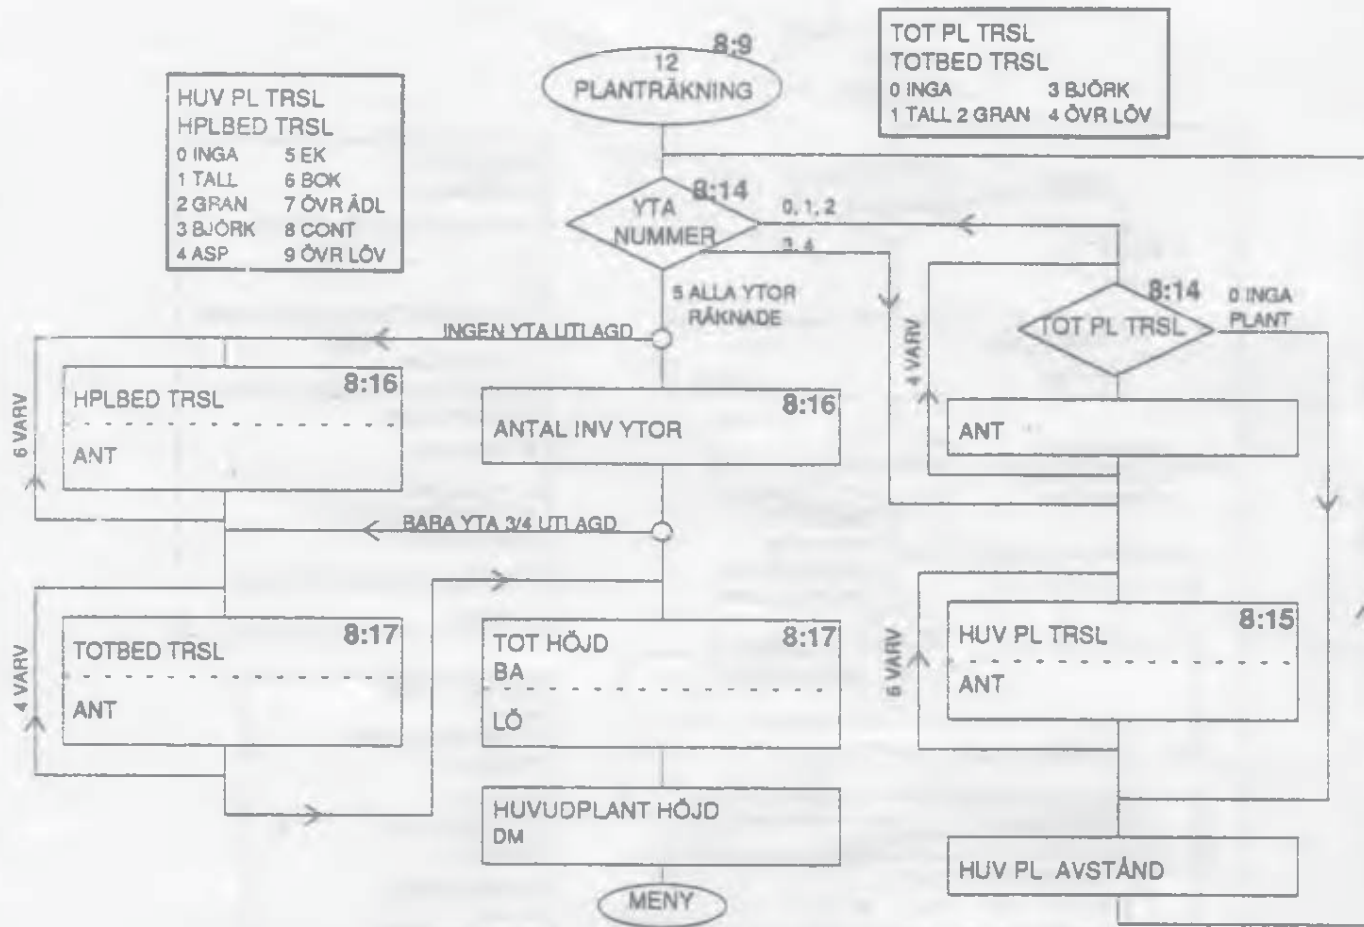 8:9
12
PLANTRÄKNING
TOT PL TRSL
TOTBED TRSL
0 INGA 3 BJÖRK
1 TALL 2 GRAN 4 ÖVR LÖV
HUV PL TRSL
HPLBED TRSL
0 INGA 5 EK
1 TALL 6 BOK
2 GRAN 7 ÖVR ÄDL
3 BJÖRK 8 CONT
4 ASP 9 ÖVR LÖV
8:14
YTA
NUMMER
0, 1, 2
3, 4
5 ALLA YTOR
RÄKNADE
8:14
TOT PL TRSL
0 INGA
PLANT
4 VARV
INGEN YTA UTLAGD
6 VARV
8:16
HPLBED TRSL
ANT
8:16
ANTAL INV YTOR
ANT
BARA YTA 3/4 UTLAGD
4 VARV
8:17
TOTBED TRSL
ANT
8:17
TOT HÖJD
BA
LÖ
6 VARV
8:15
HUV PL TRSL
ANT
HUVUDPLANT HÖJD
DM
HUV PL AVSTÅND
MENY